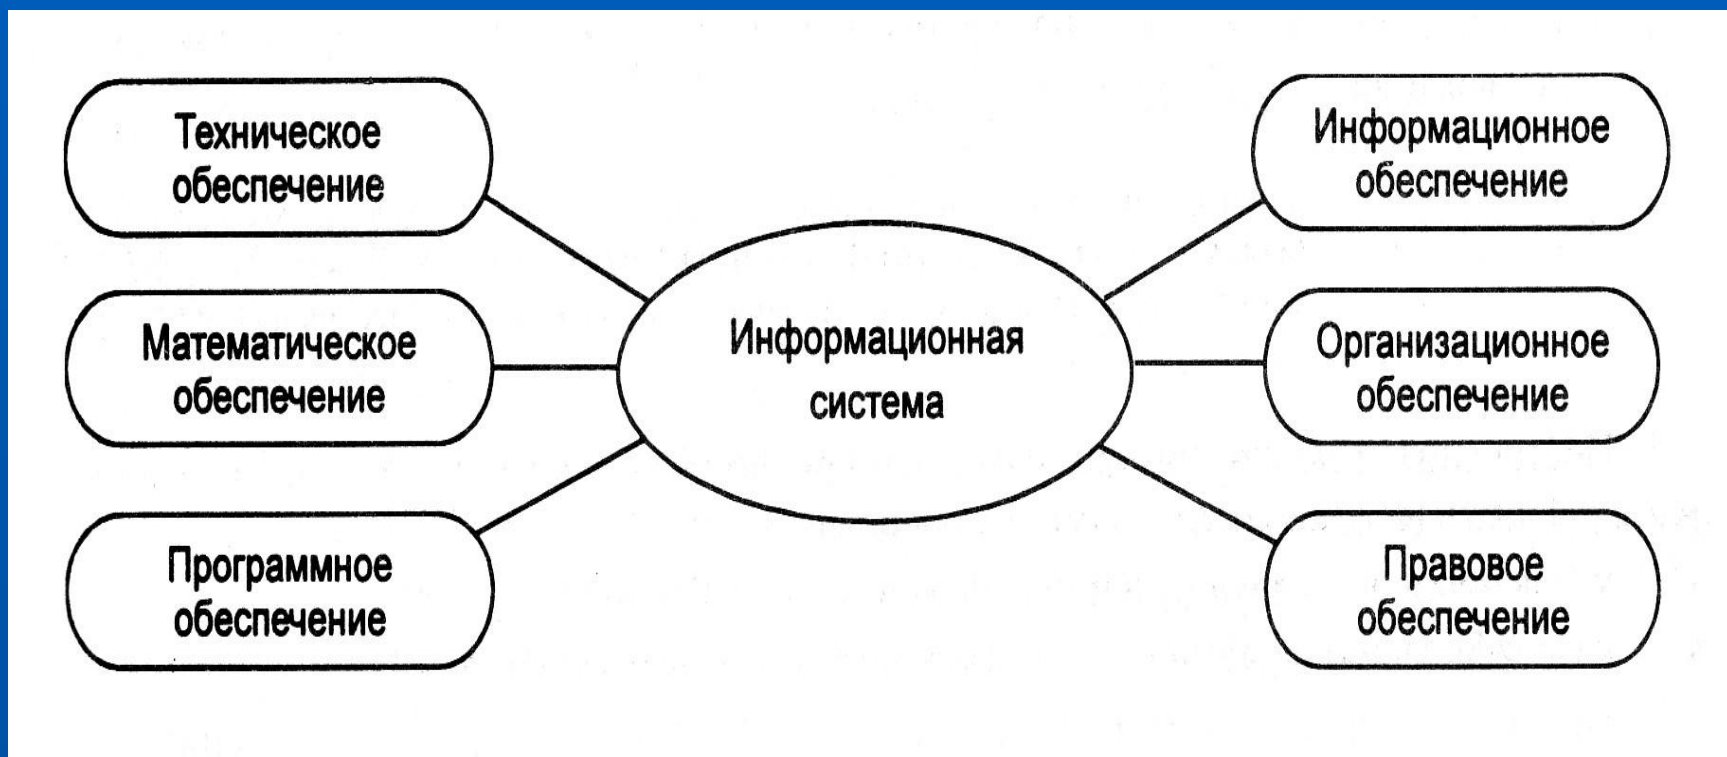 Техническое
обеспечение
Математическое
обеспечение
Программное
обеспечение
Информационная
система
Информационное
обеспечение
Организационное
обеспечение
Правовое
обеспечение